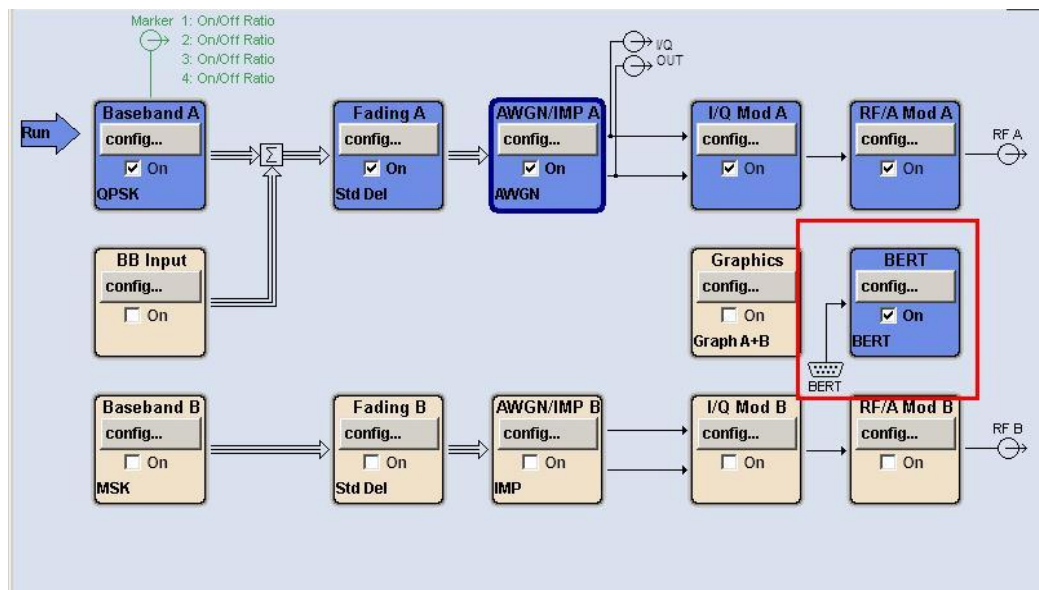 Marker 1: On/Off Ratio
2: On/Off Ratio
3: On/Off Ratio
4: On/Off Ratio
I/Q
OUT
Run
Baseband A
config...
On
QPSK
Σ
Fading A
config...
On
Std Del
AWGN/IMP A
config...
On
AWGN
I/Q Mod A
config...
On
RF/A Mod A
config...
On
RF A
BB Input
config...
On
Graphics
config...
On
Graph A+B
BERT
config...
On
BERT
BERT
Baseband B
config...
On
MSK
Fading B
config...
On
Std Del
AWGN/IMP B
config...
On
IMP
I/Q Mod B
config...
On
RF/A Mod B
config...
On
RF B